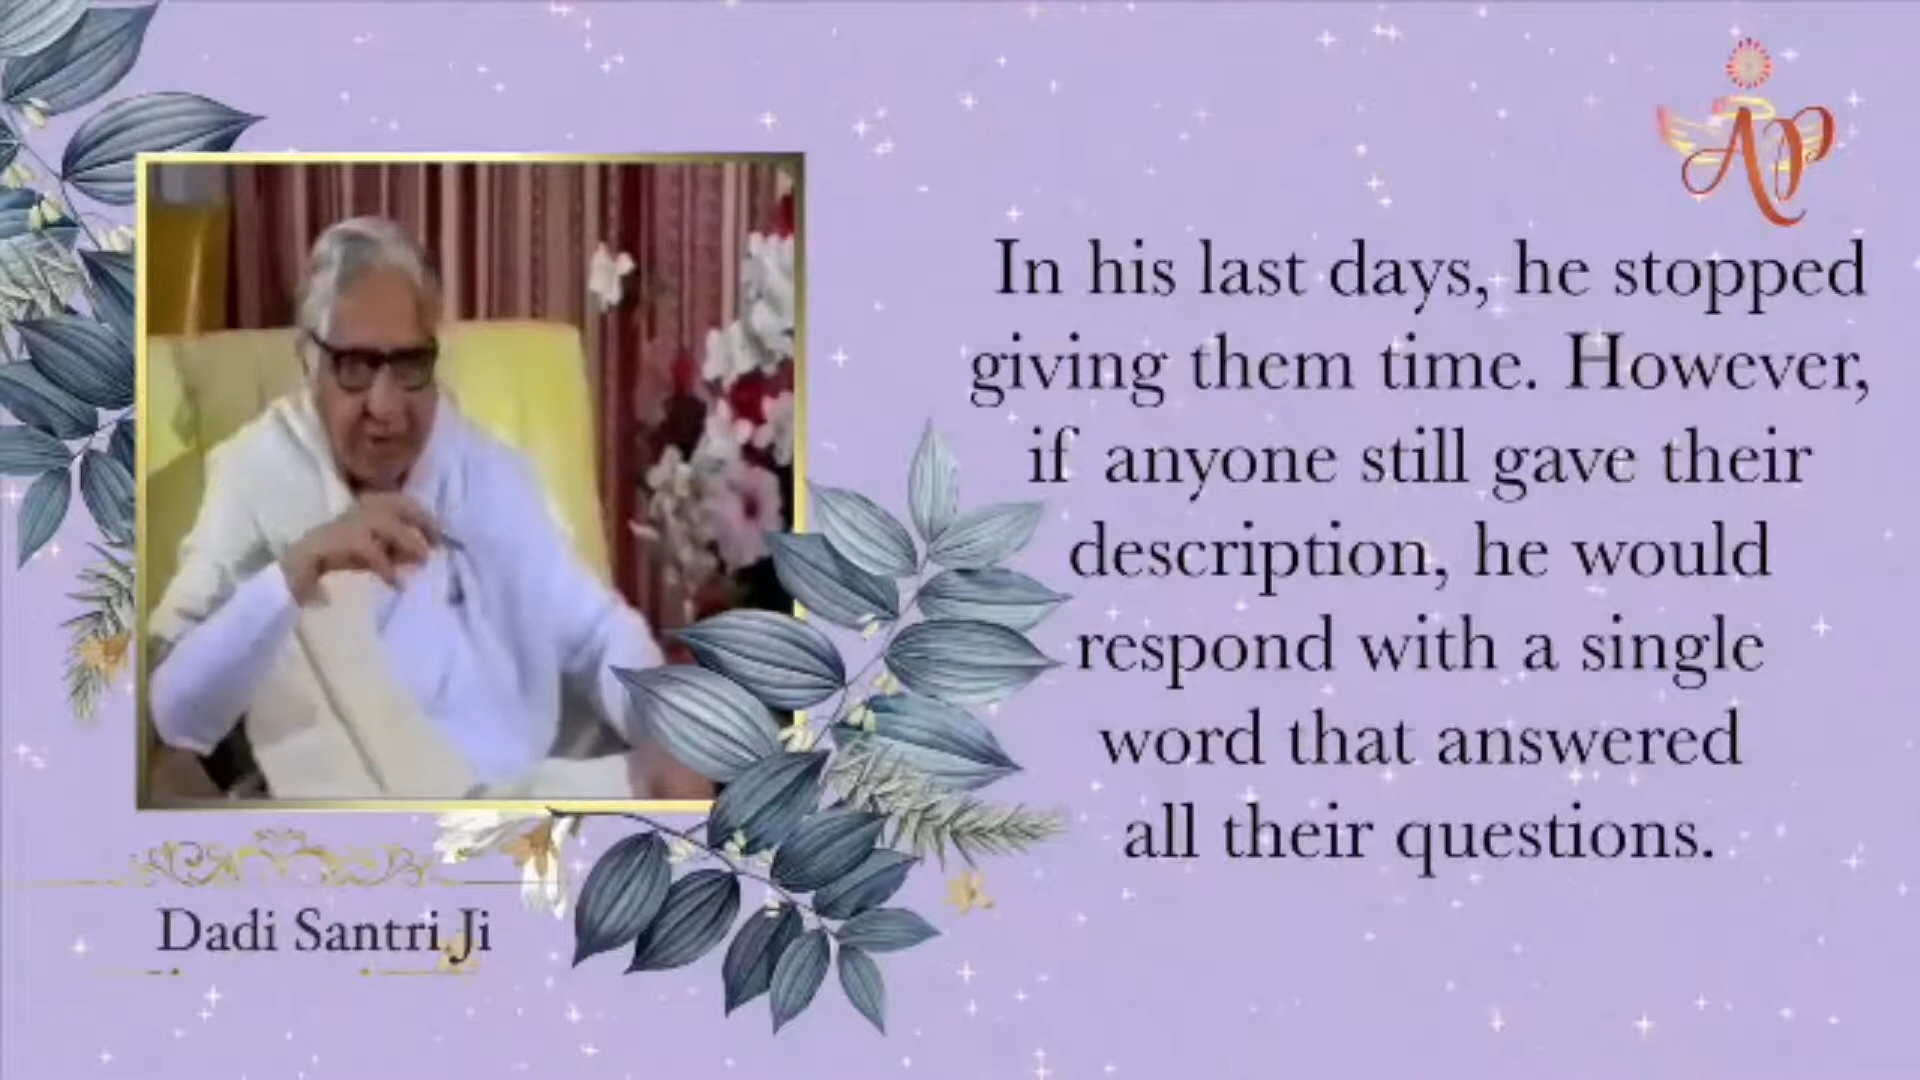 AP
In his last days, he stopped
giving them time. However,
if anyone still gave their
description, he would
respond with a single
word that answered
all their questions.
Dadi Santri Ji